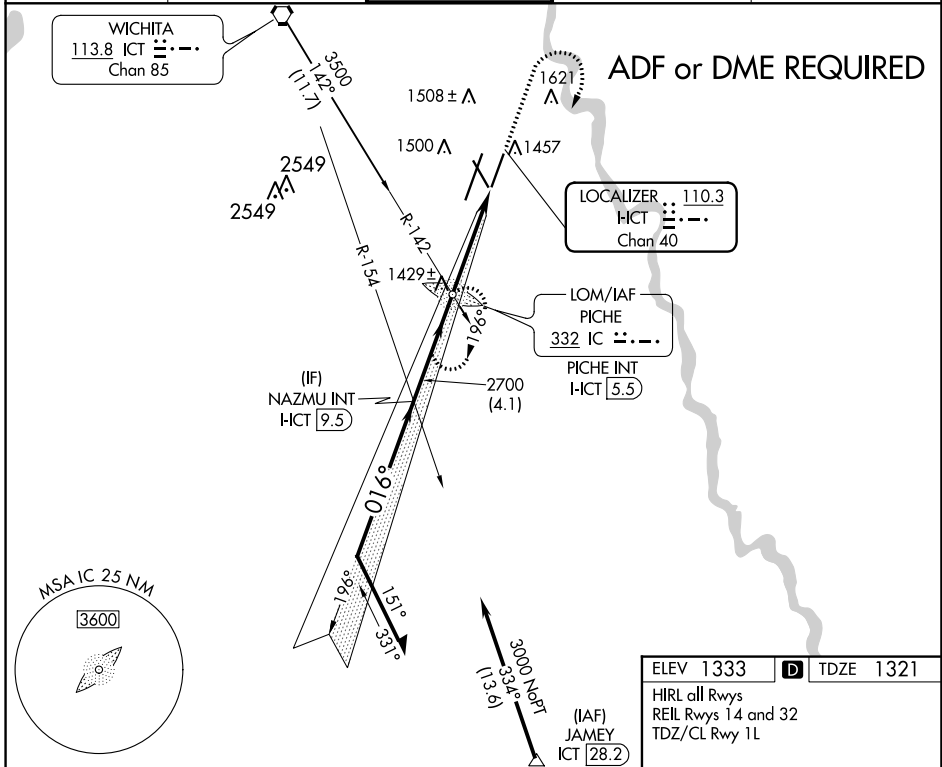 WICHITA
113.8 ICT
Chan 85
3500
142°
(11.7)
ADF or DME REQUIRED
1621
1508 ±
1500
1457
2549
2549
LOCALIZER 110.3
I-ICT
Chan 40
R-142
R-154
1429 ±
LOM/IAF
PICHE
332 IC
PICHE INT
I-ICT 5.5
196°
(IF)
NAZMU INT
I-ICT 9.5
2700
(4.1)
016°
196°
151°
331°
MSA IC 25 NM
3600
3000 NoPT
334°
(13.6)
(IAF)
JAMEY
ICT 28.2
ELEV 1333 D TDZE 1321
HIRL all Rwys
REIL Rwys 14 and 32
TDZ/CL Rwy 1L